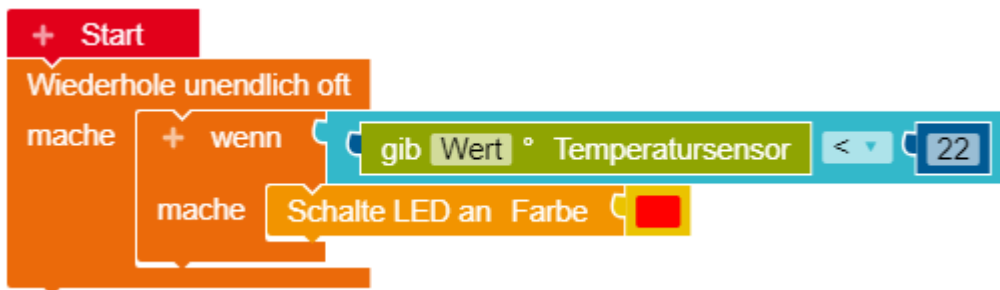 + Start
Wiederhole unendlich oft
mache + wenn gib Wert ° Temperatursensor < ▾ 22
mache Schalte LED an Farbe